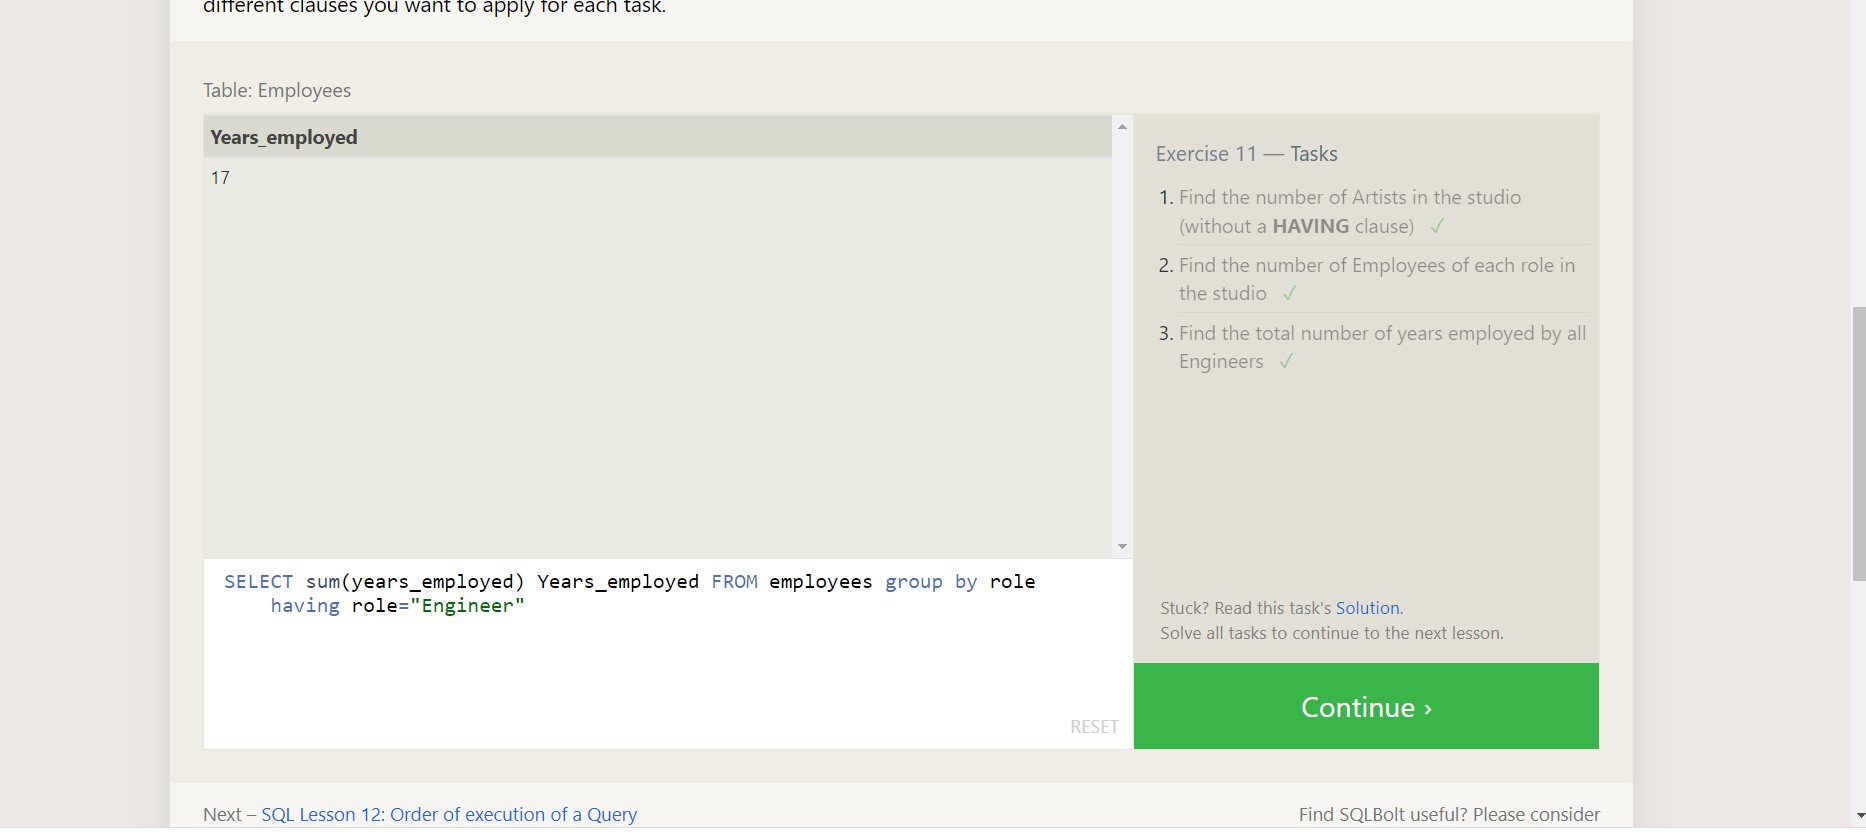 different clauses you want to apply for each task.
Table: Employees
Years_employed
17
SELECT sum(years_employed) Years_employed FROM employees group by role
having role="Engineer"
RESET
Exercise 11 — Tasks
1. Find the number of Artists in the studio
(without a HAVING clause) ✓
2. Find the number of Employees of each role in
the studio ✓
3. Find the total number of years employed by all
Engineers ✓
Stuck? Read this task's Solution.
Solve all tasks to continue to the next lesson.
Continue ›
Next – SQL Lesson 12: Order of execution of a Query
Find SQLBolt useful? Please consider